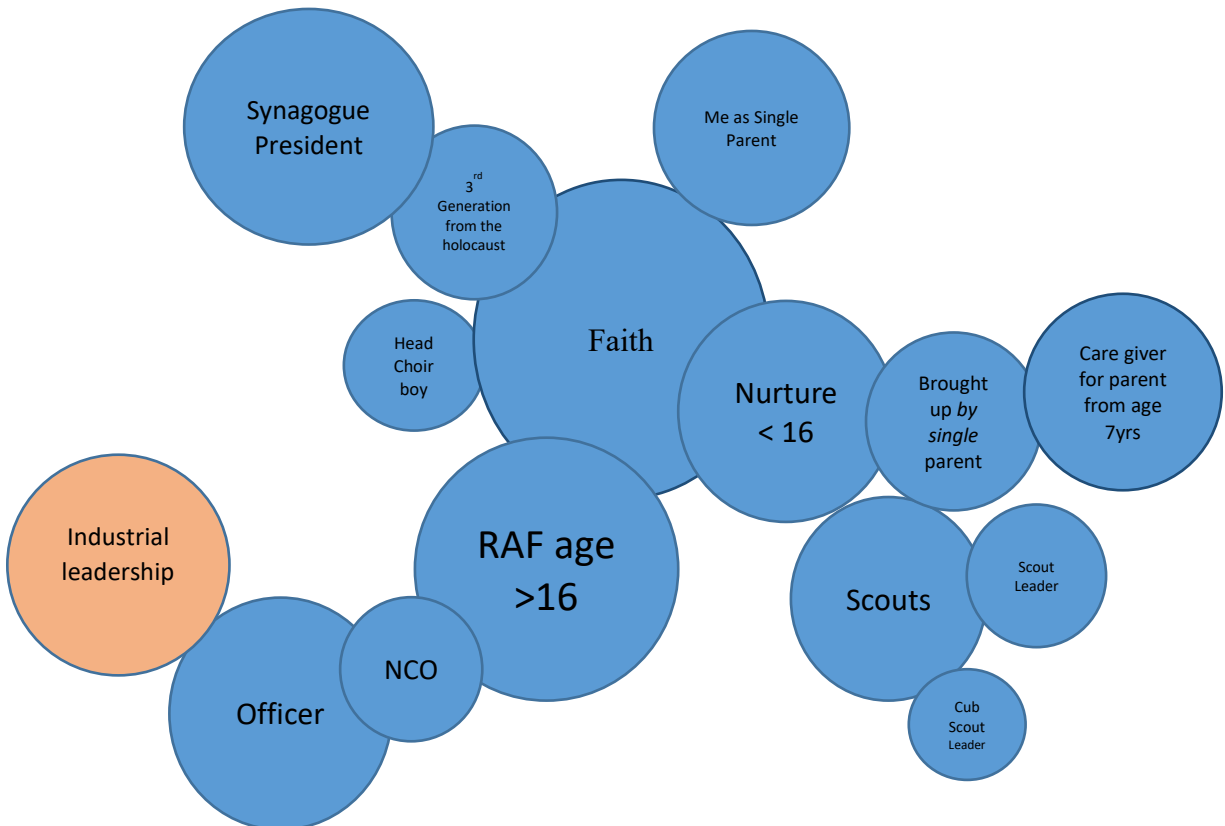 Synagogue
President
Me as Single
Parent
3rd
Generation
from the
holocaust
Faith
Head
Choir
boy
Nurture
< 16
Brought
up by
single
parent
Care giver
for parent
from age
7yrs
Industrial
leadership
RAF age
>16
Scouts
Scout
Leader
NCO
Officer
Cub
Scout
Leader